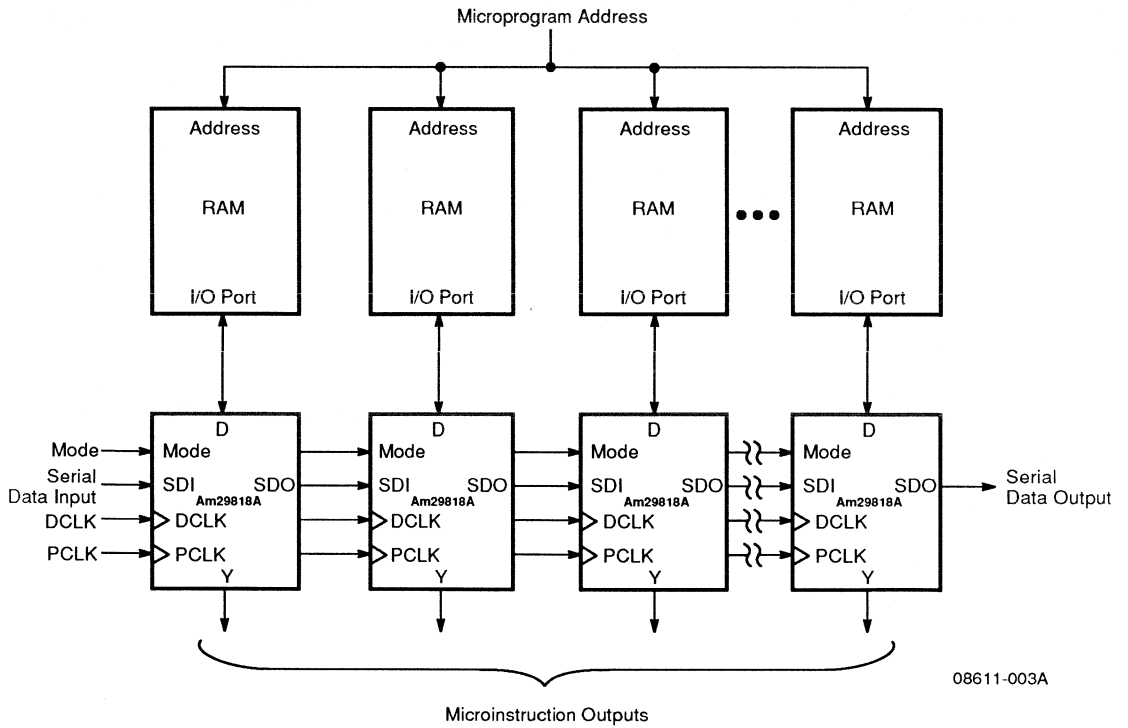 Microprogram Address
Address Address Address Address
RAM RAM RAM RAM
I/O Port I/O Port I/O Port I/O Port
D D D D
Mode Mode Mode Mode Mode
Serial
Data Input
SDI SDO SDI SDO SDI SDO SDI SDO
Serial
Data Output
Am29818A Am29818A Am29818A Am29818A
DCLK DCLK DCLK DCLK DCLK
PCLK PCLK PCLK PCLK PCLK
Y Y Y Y
08611-003A
Microinstruction Outputs